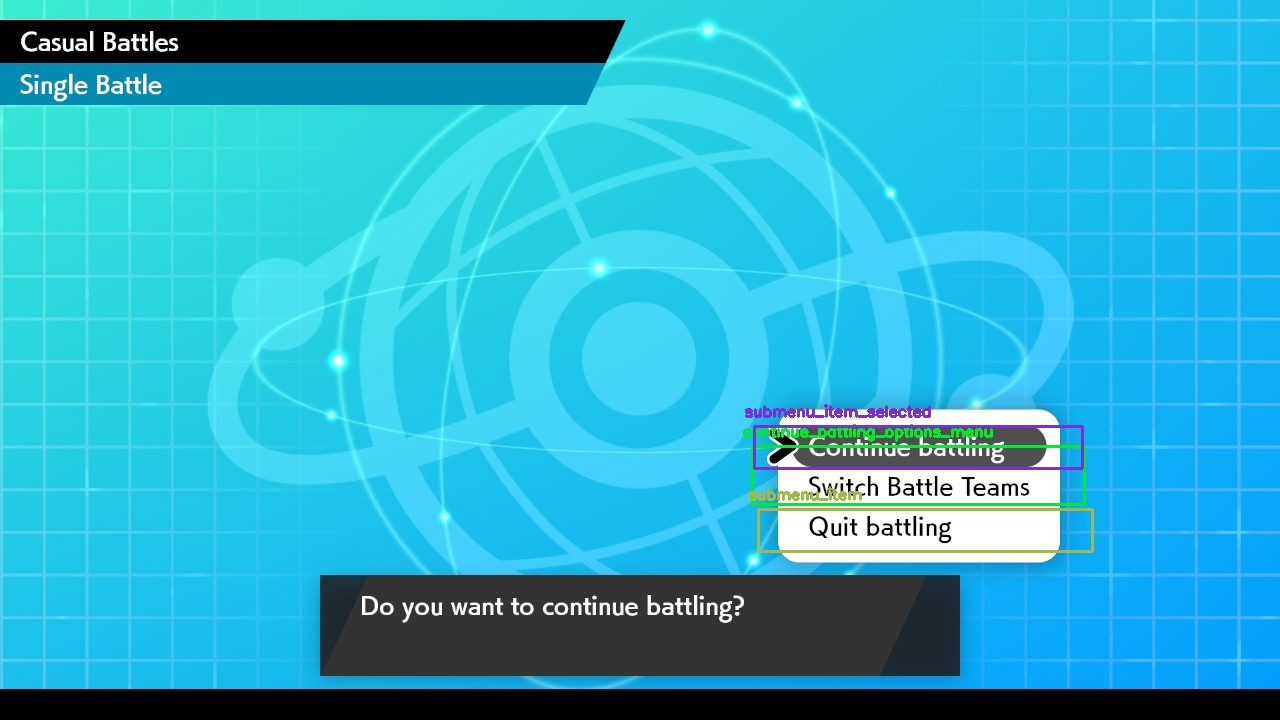 Casual Battles
Single Battle
submenu_item_selected
continue_battling_options_menu
Continue battling
Switch Battle Teams
submenu_item
Quit battling
Do you want to continue battling?